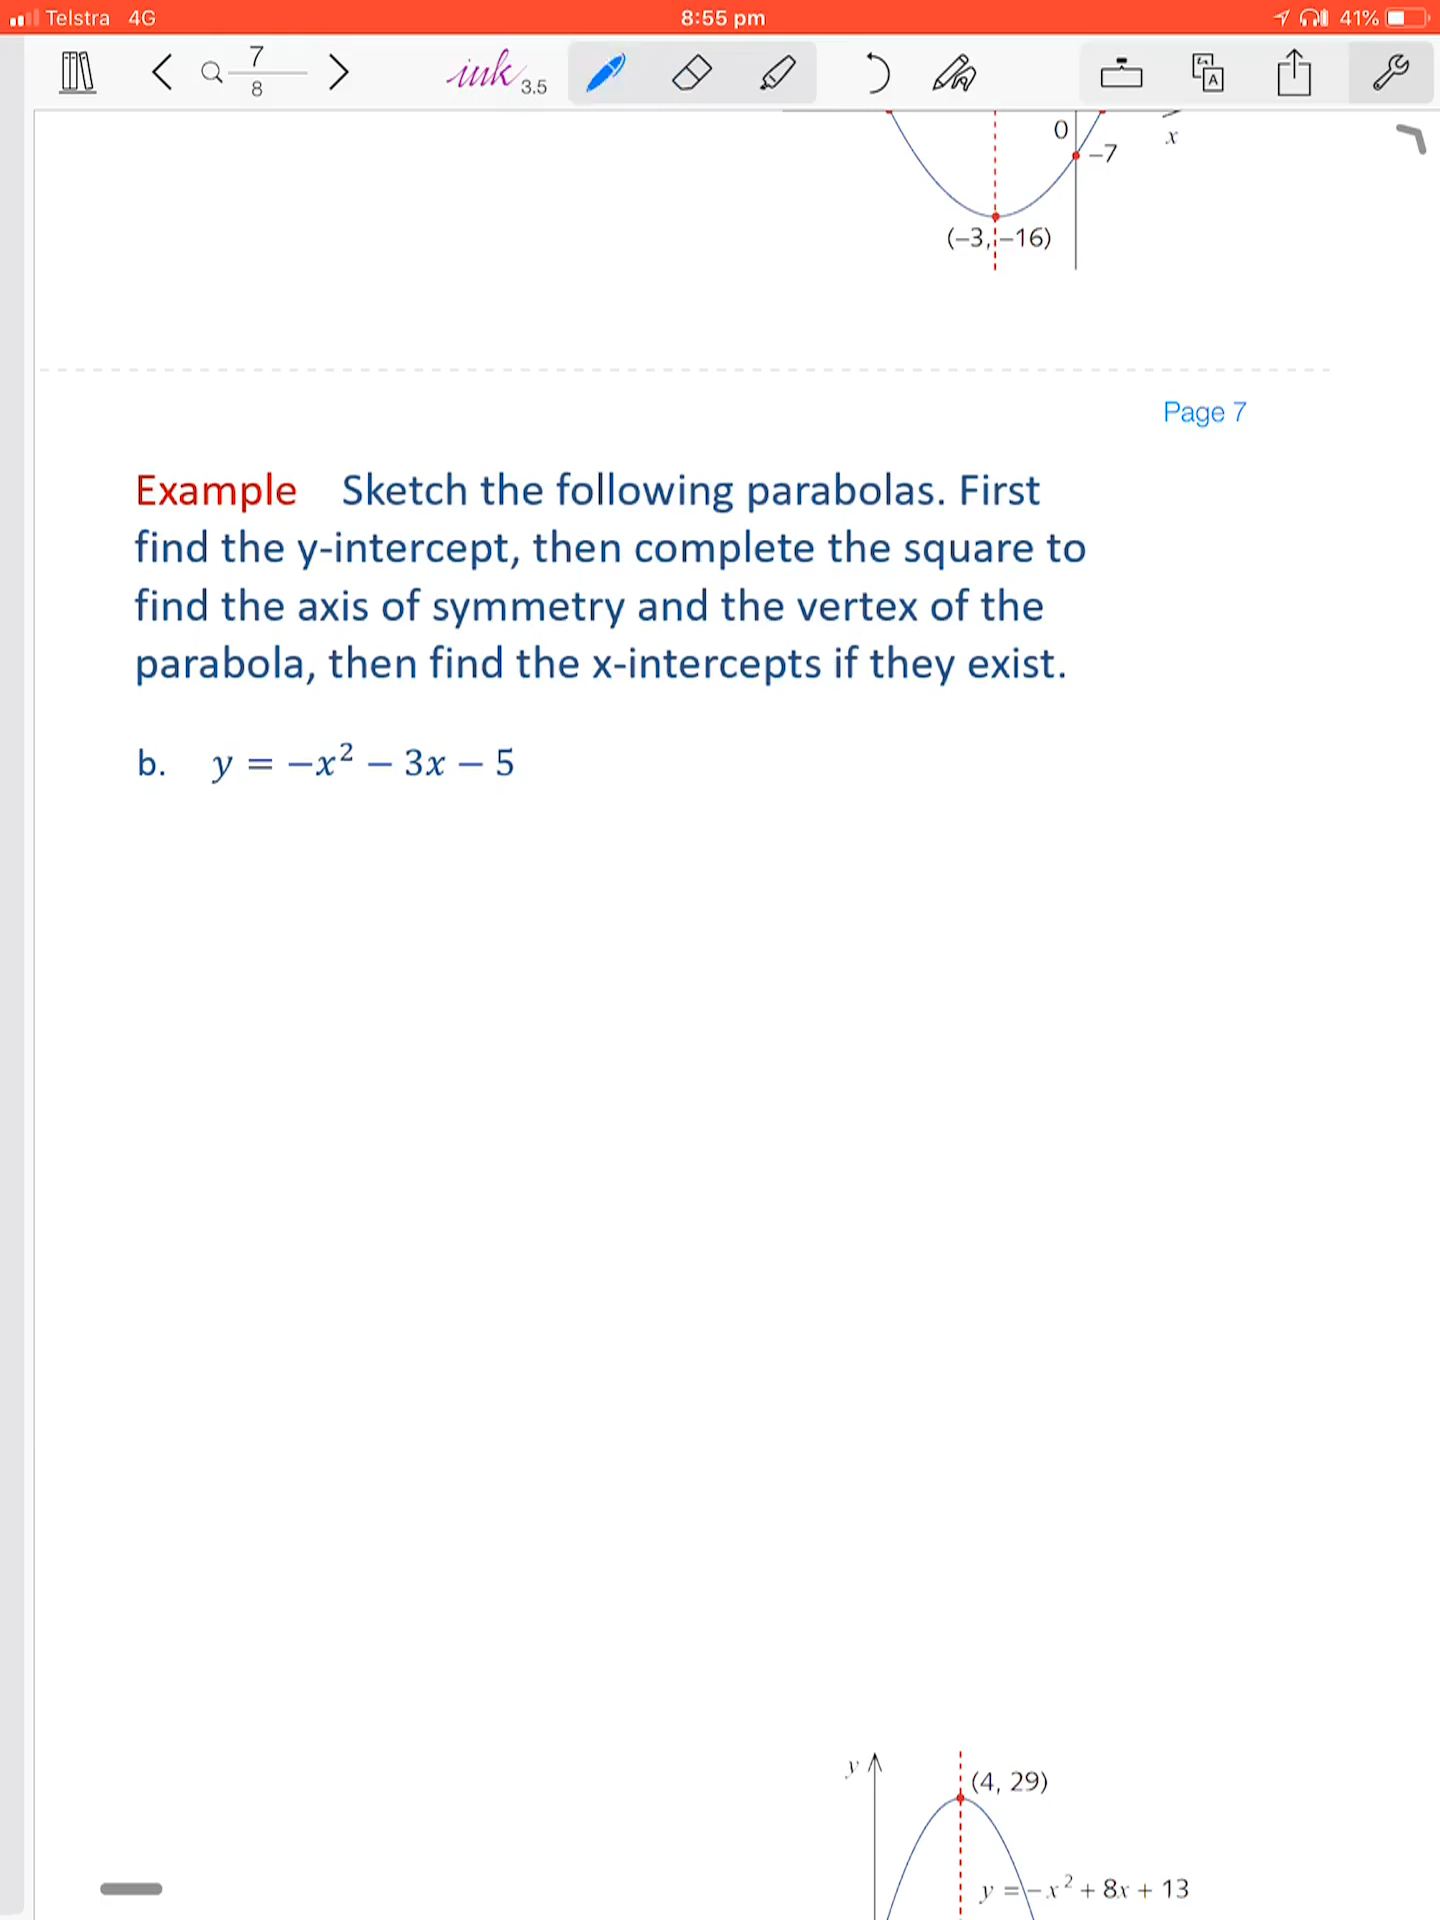 Telstra 4G 8:55 pm 41%
7
8
ink 3.5
A
0
x
–7
(–3, –16)
Page 7
Example Sketch the following parabolas. First
find the y-intercept, then complete the square to
find the axis of symmetry and the vertex of the
parabola, then find the x-intercepts if they exist.
b. y = −x² − 3x − 5
y
(4, 29)
y = – x² + 8x + 13